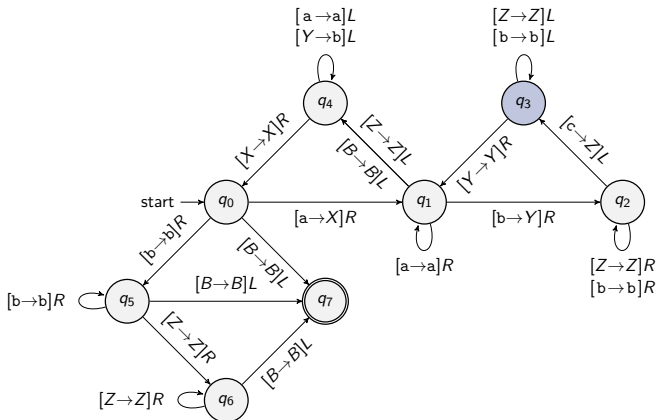 [a→a]L
[Y→b]L
[Z→Z]L
[b→b]L
q4
q3
[X→X]R
[Z→Z]L
[B→B]L
[Y→Y]R
[c→Z]L
start
q0
[a→X]R
q1
[b→Y]R
q2
[b→b]R
[B→B]L
[a→a]R
[Z→Z]R
[b→b]R
[b→b]R
q5
[B→B]L
q7
[Z→Z]R
[B→B]L
[Z→Z]R
q6